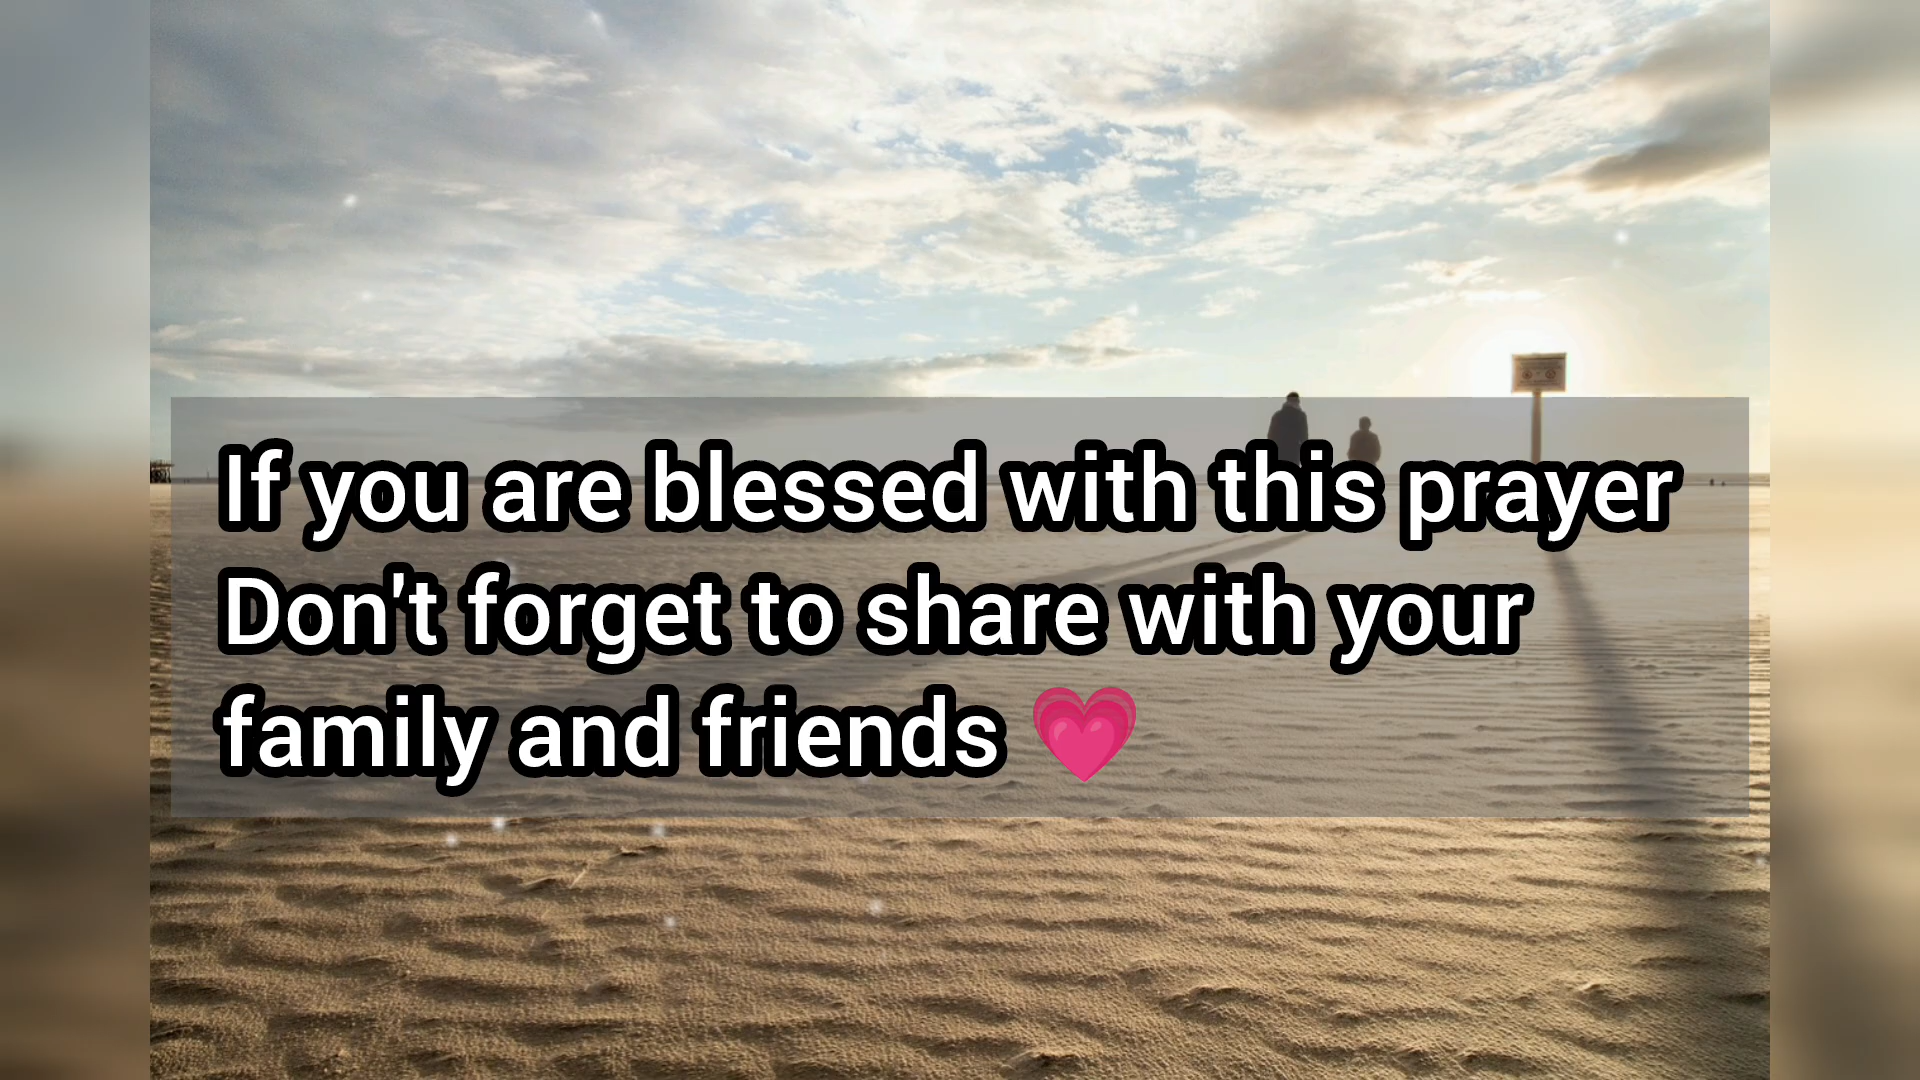 If you are blessed with this prayer
Don't forget to share with your
family and friends 💗